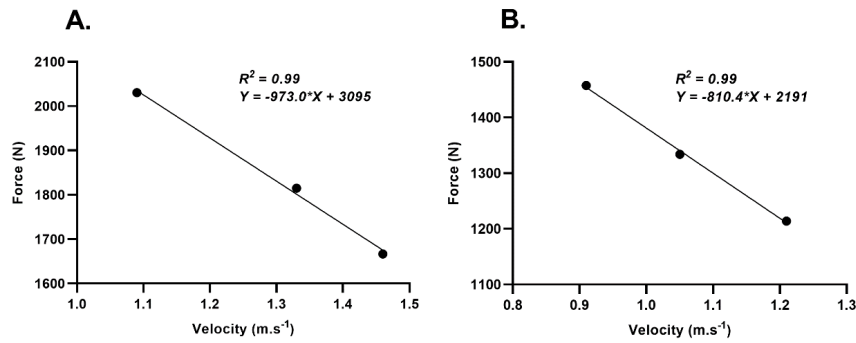 A.
R² = 0.99
Y = -973.0*X + 3095
Force (N)
2100
2000
1900
1800
1700
1600
1.0
1.1
1.2
1.3
1.4
1.5
Velocity (m.s⁻¹)
B.
R² = 0.99
Y = -810.4*X + 2191
Force (N)
1500
1400
1300
1200
1100
0.8
0.9
1.0
1.1
1.2
1.3
Velocity (m.s⁻¹)